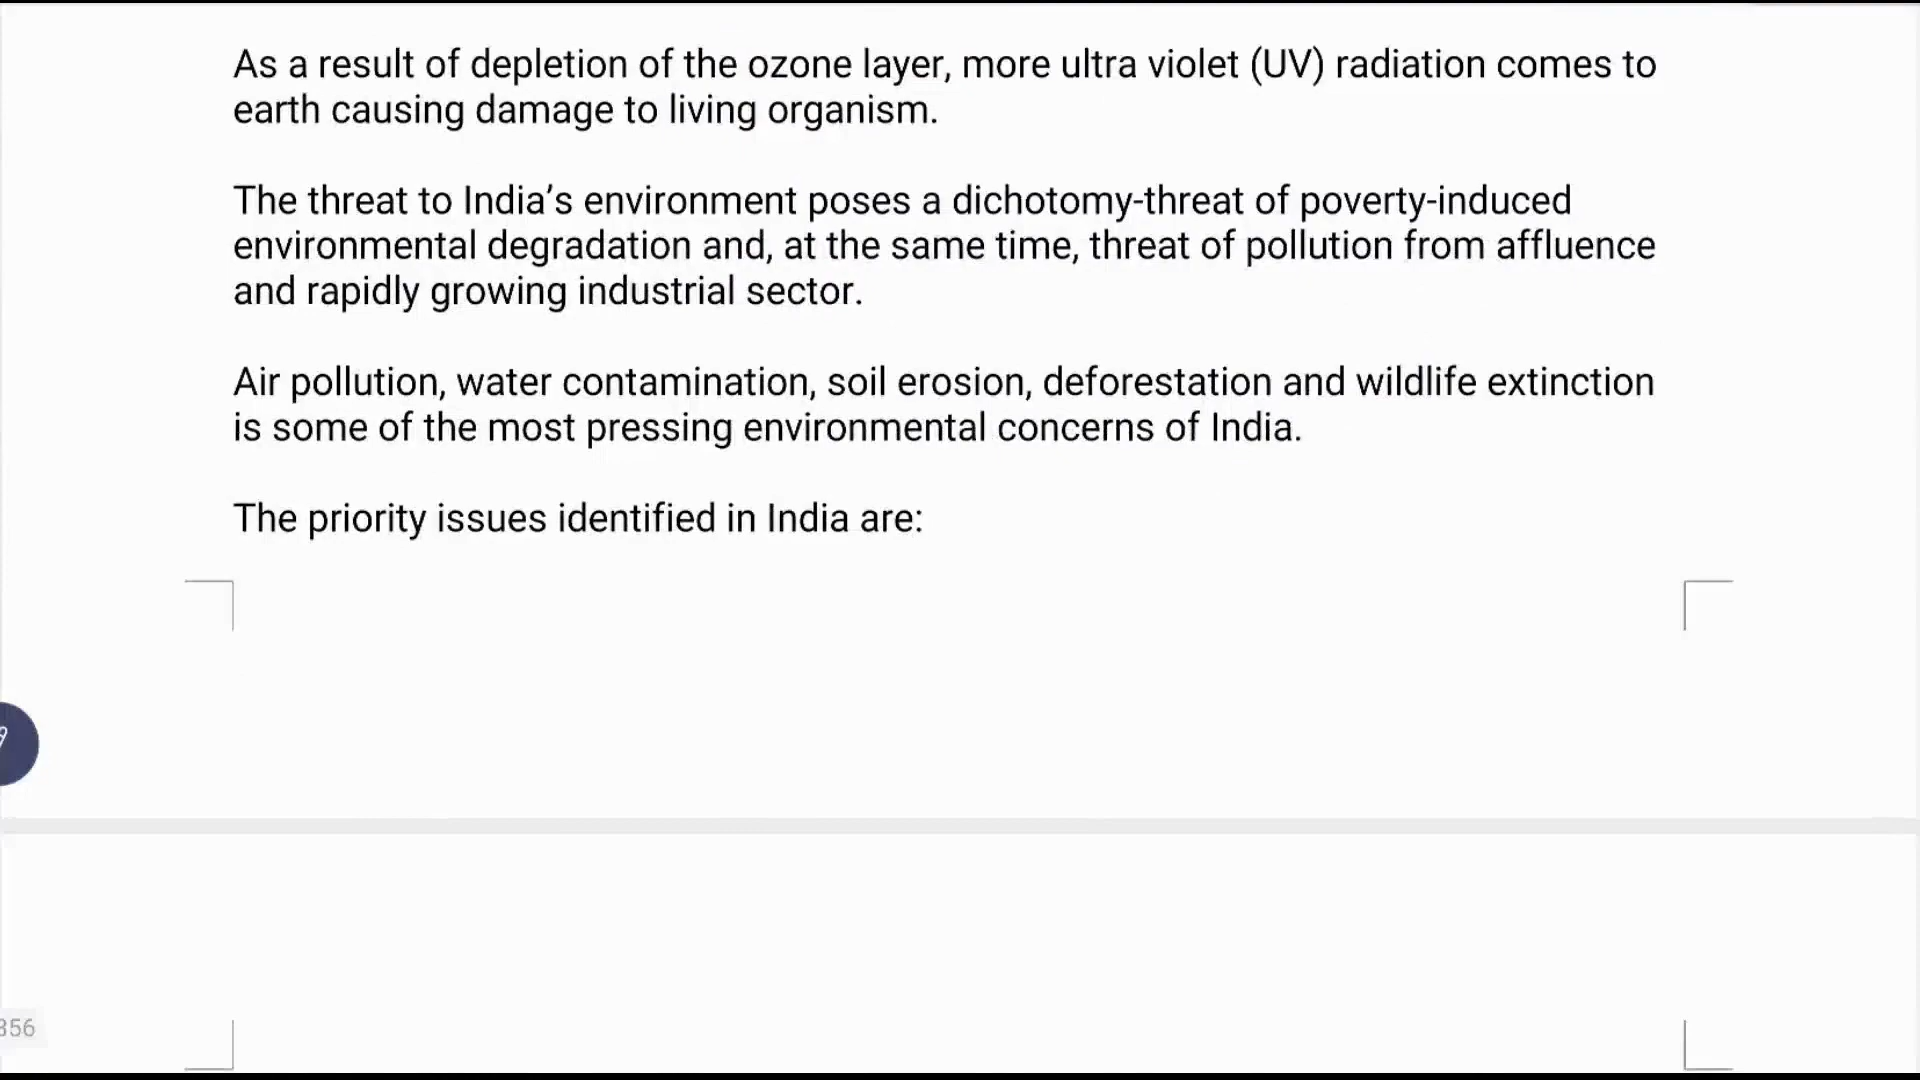 As a result of depletion of the ozone layer, more ultra violet (UV) radiation comes to
earth causing damage to living organism.
The threat to India’s environment poses a dichotomy-threat of poverty-induced
environmental degradation and, at the same time, threat of pollution from affluence
and rapidly growing industrial sector.
Air pollution, water contamination, soil erosion, deforestation and wildlife extinction
is some of the most pressing environmental concerns of India.
The priority issues identified in India are:
356